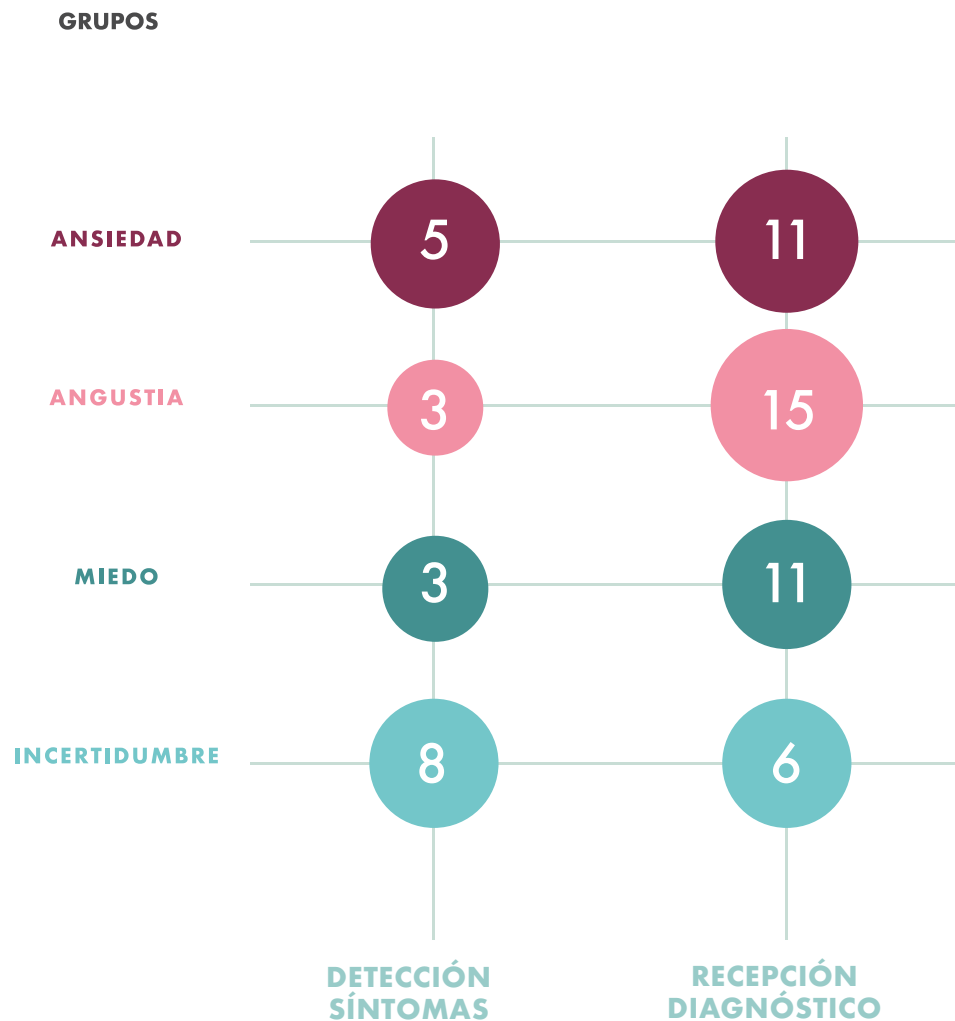 GRUPOS
ANSIEDAD
5
11
ANGUSTIA
3
15
MIEDO
3
11
INCERTIDUMBRE
8
6
DETECCIÓN
SÍNTOMAS
RECEPCIÓN
DIAGNÓSTICO